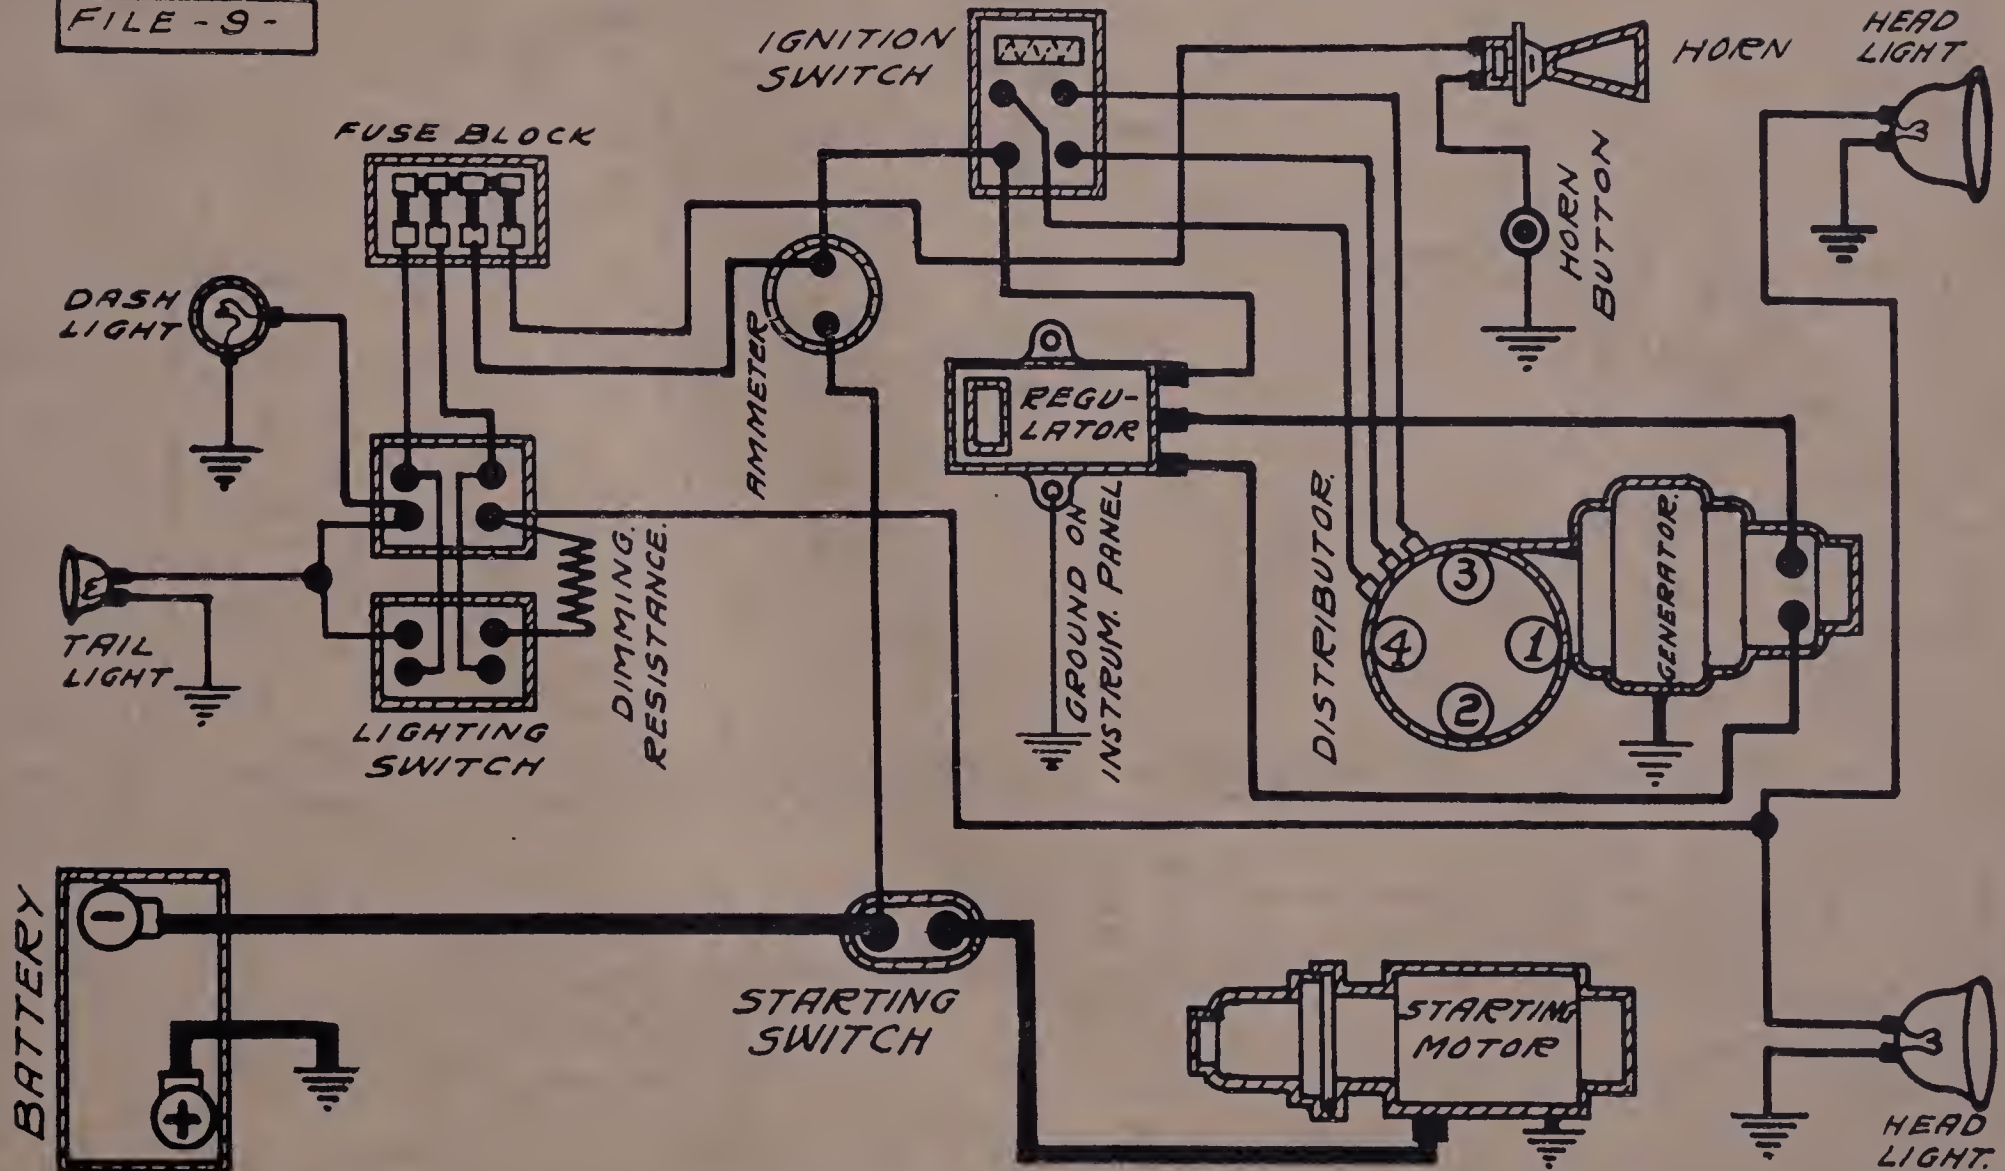 FILE - 9 -
IGNITION
SWITCH
HORN
HEAD
LIGHT
FUSE BLOCK
HORN
BUTTON
DASH
LIGHT
AMMETER
REGU-
LATOR
GROUND ON
INSTRUM. PANEL
DISTRIBUTOR.
GENERATOR.
3
4
1
2
DIMMING.
RESISTANCE.
TAIL
LIGHT
LIGHTING
SWITCH
BATTERY
-
+
STARTING
SWITCH
STARTING
MOTOR
HEAD
LIGHT.